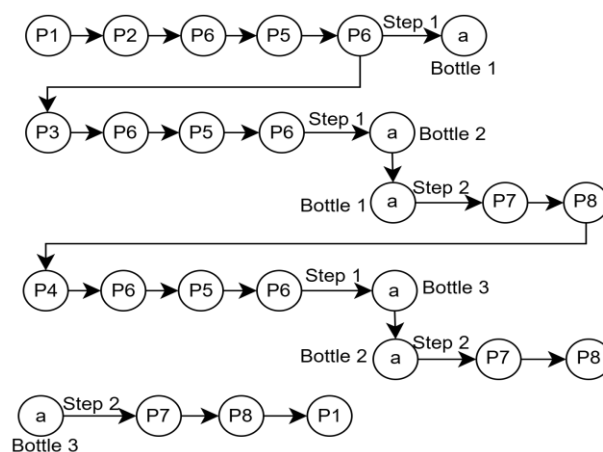 P1 P2 P6 P5 P6 Step 1 a
Bottle 1
P3 P6 P5 P6 Step 1 a Bottle 2
Bottle 1 a Step 2 P7 P8
P4 P6 P5 P6 Step 1 a Bottle 3
Bottle 2 a Step 2 P7 P8
a Step 2 P7 P8 P1
Bottle 3